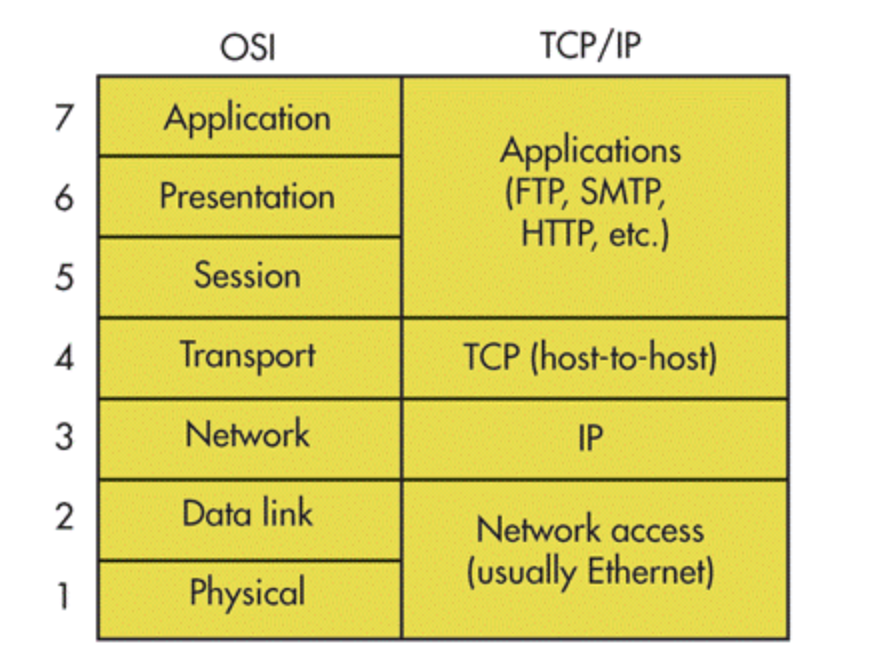 OSI TCP/IP
7 Application
Applications
(FTP, SMTP,
HTTP, etc.)
6 Presentation
5 Session
4 Transport TCP (host-to-host)
3 Network IP
2 Data link
Network access
(usually Ethernet)
1 Physical